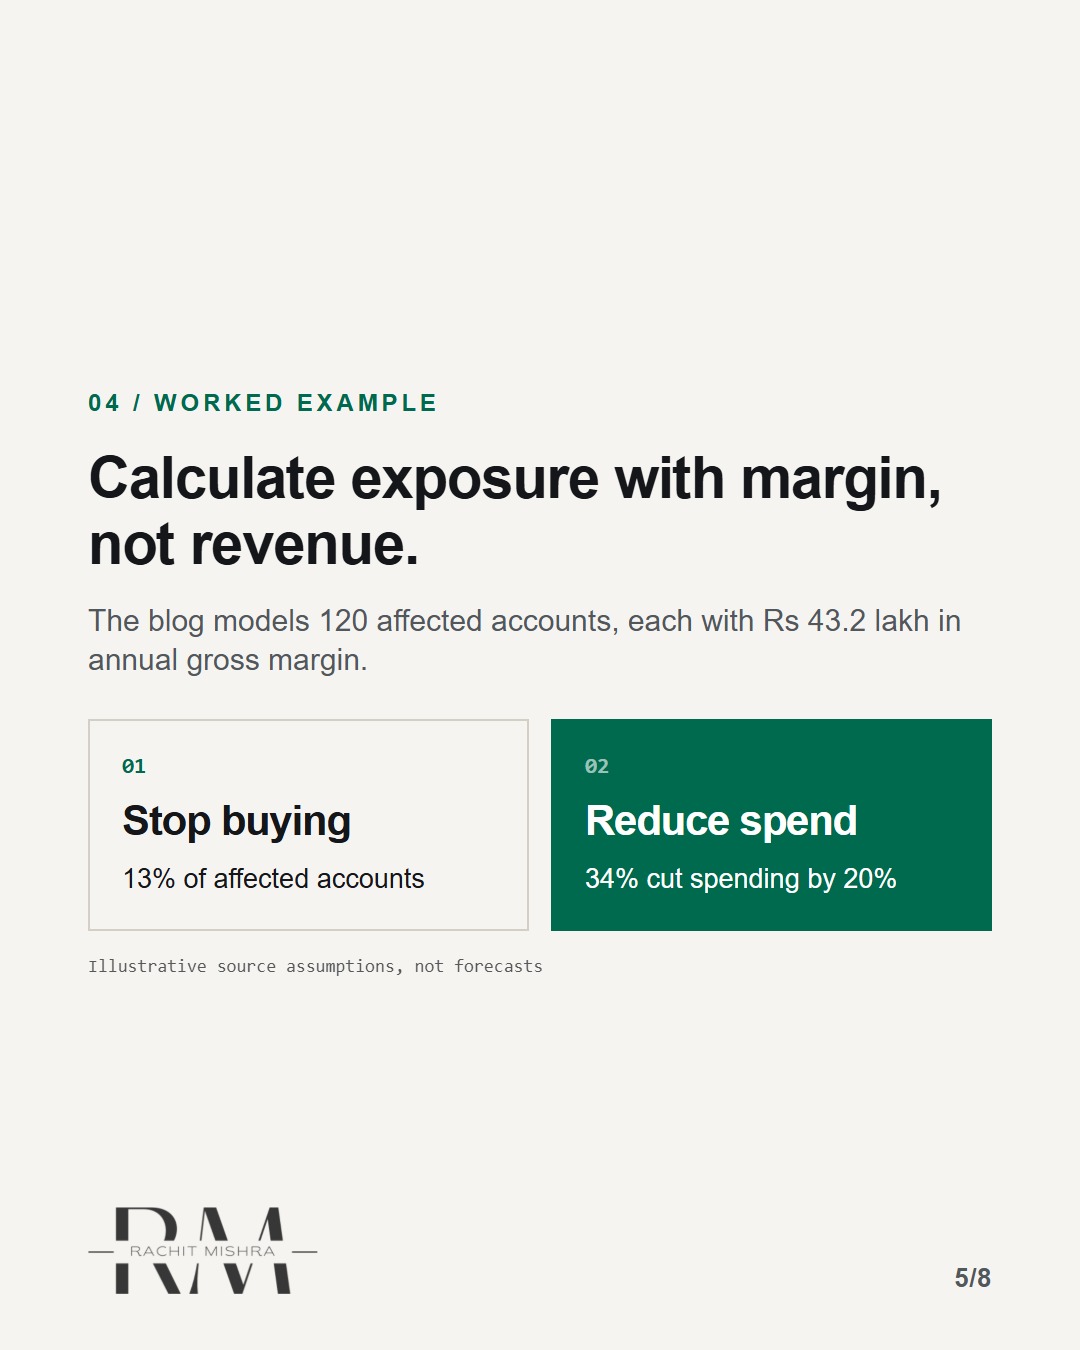 04 / WORKED EXAMPLE
Calculate exposure with margin,
not revenue.
The blog models 120 affected accounts, each with Rs 43.2 lakh in
annual gross margin.
01
Stop buying
13% of affected accounts
02
Reduce spend
34% cut spending by 20%
Illustrative source assumptions, not forecasts
RM
RACHIT MISHRA
5/8